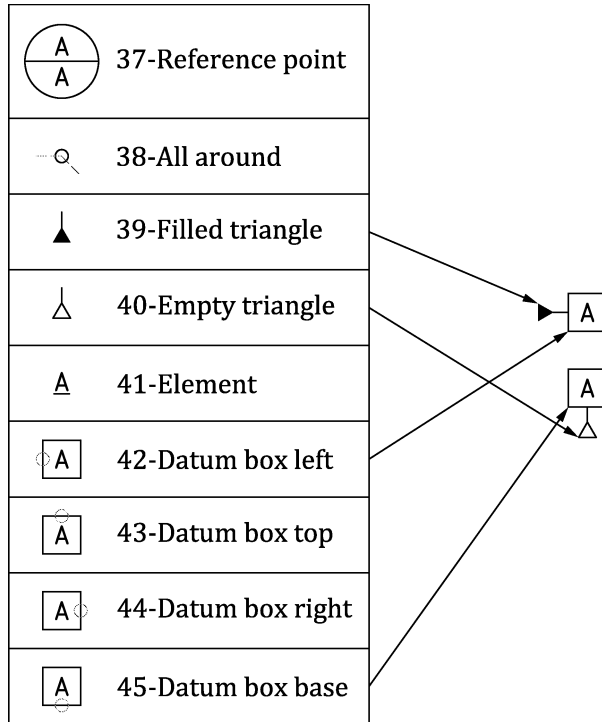 A
A
37-Reference point
38-All around
39-Filled triangle
A
40-Empty triangle
A
A
41-Element
A
42-Datum box left
A
43-Datum box top
A
44-Datum box right
A
45-Datum box base